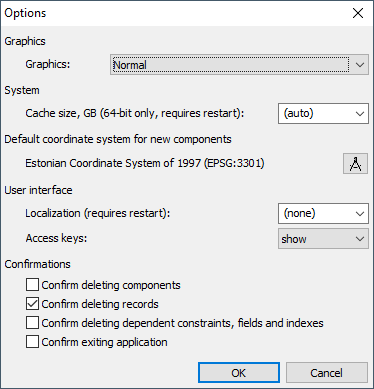 Options
Graphics
Graphics: Normal
System
Cache size, GB (64-bit only, requires restart): (auto)
Default coordinate system for new components
Estonian Coordinate System of 1997 (EPSG:3301)
User interface
Localization (requires restart): (none)
Access keys: show
Confirmations
Confirm deleting components
Confirm deleting records
Confirm deleting dependent constraints, fields and indexes
Confirm exiting application
OK Cancel